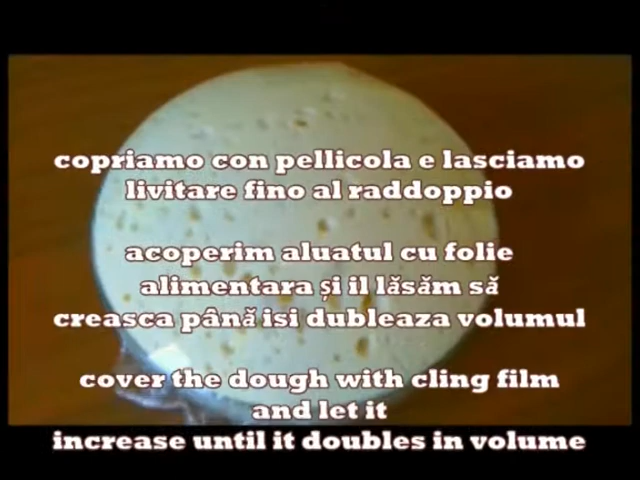 copriamo con pellicola e lasciamo
livitare fino al raddoppio
acoperim aluatul cu folie
alimentara și il lăsăm să
creasca până isi dubleaza volumul
cover the dough with cling film
and let it
increase until it doubles in volume